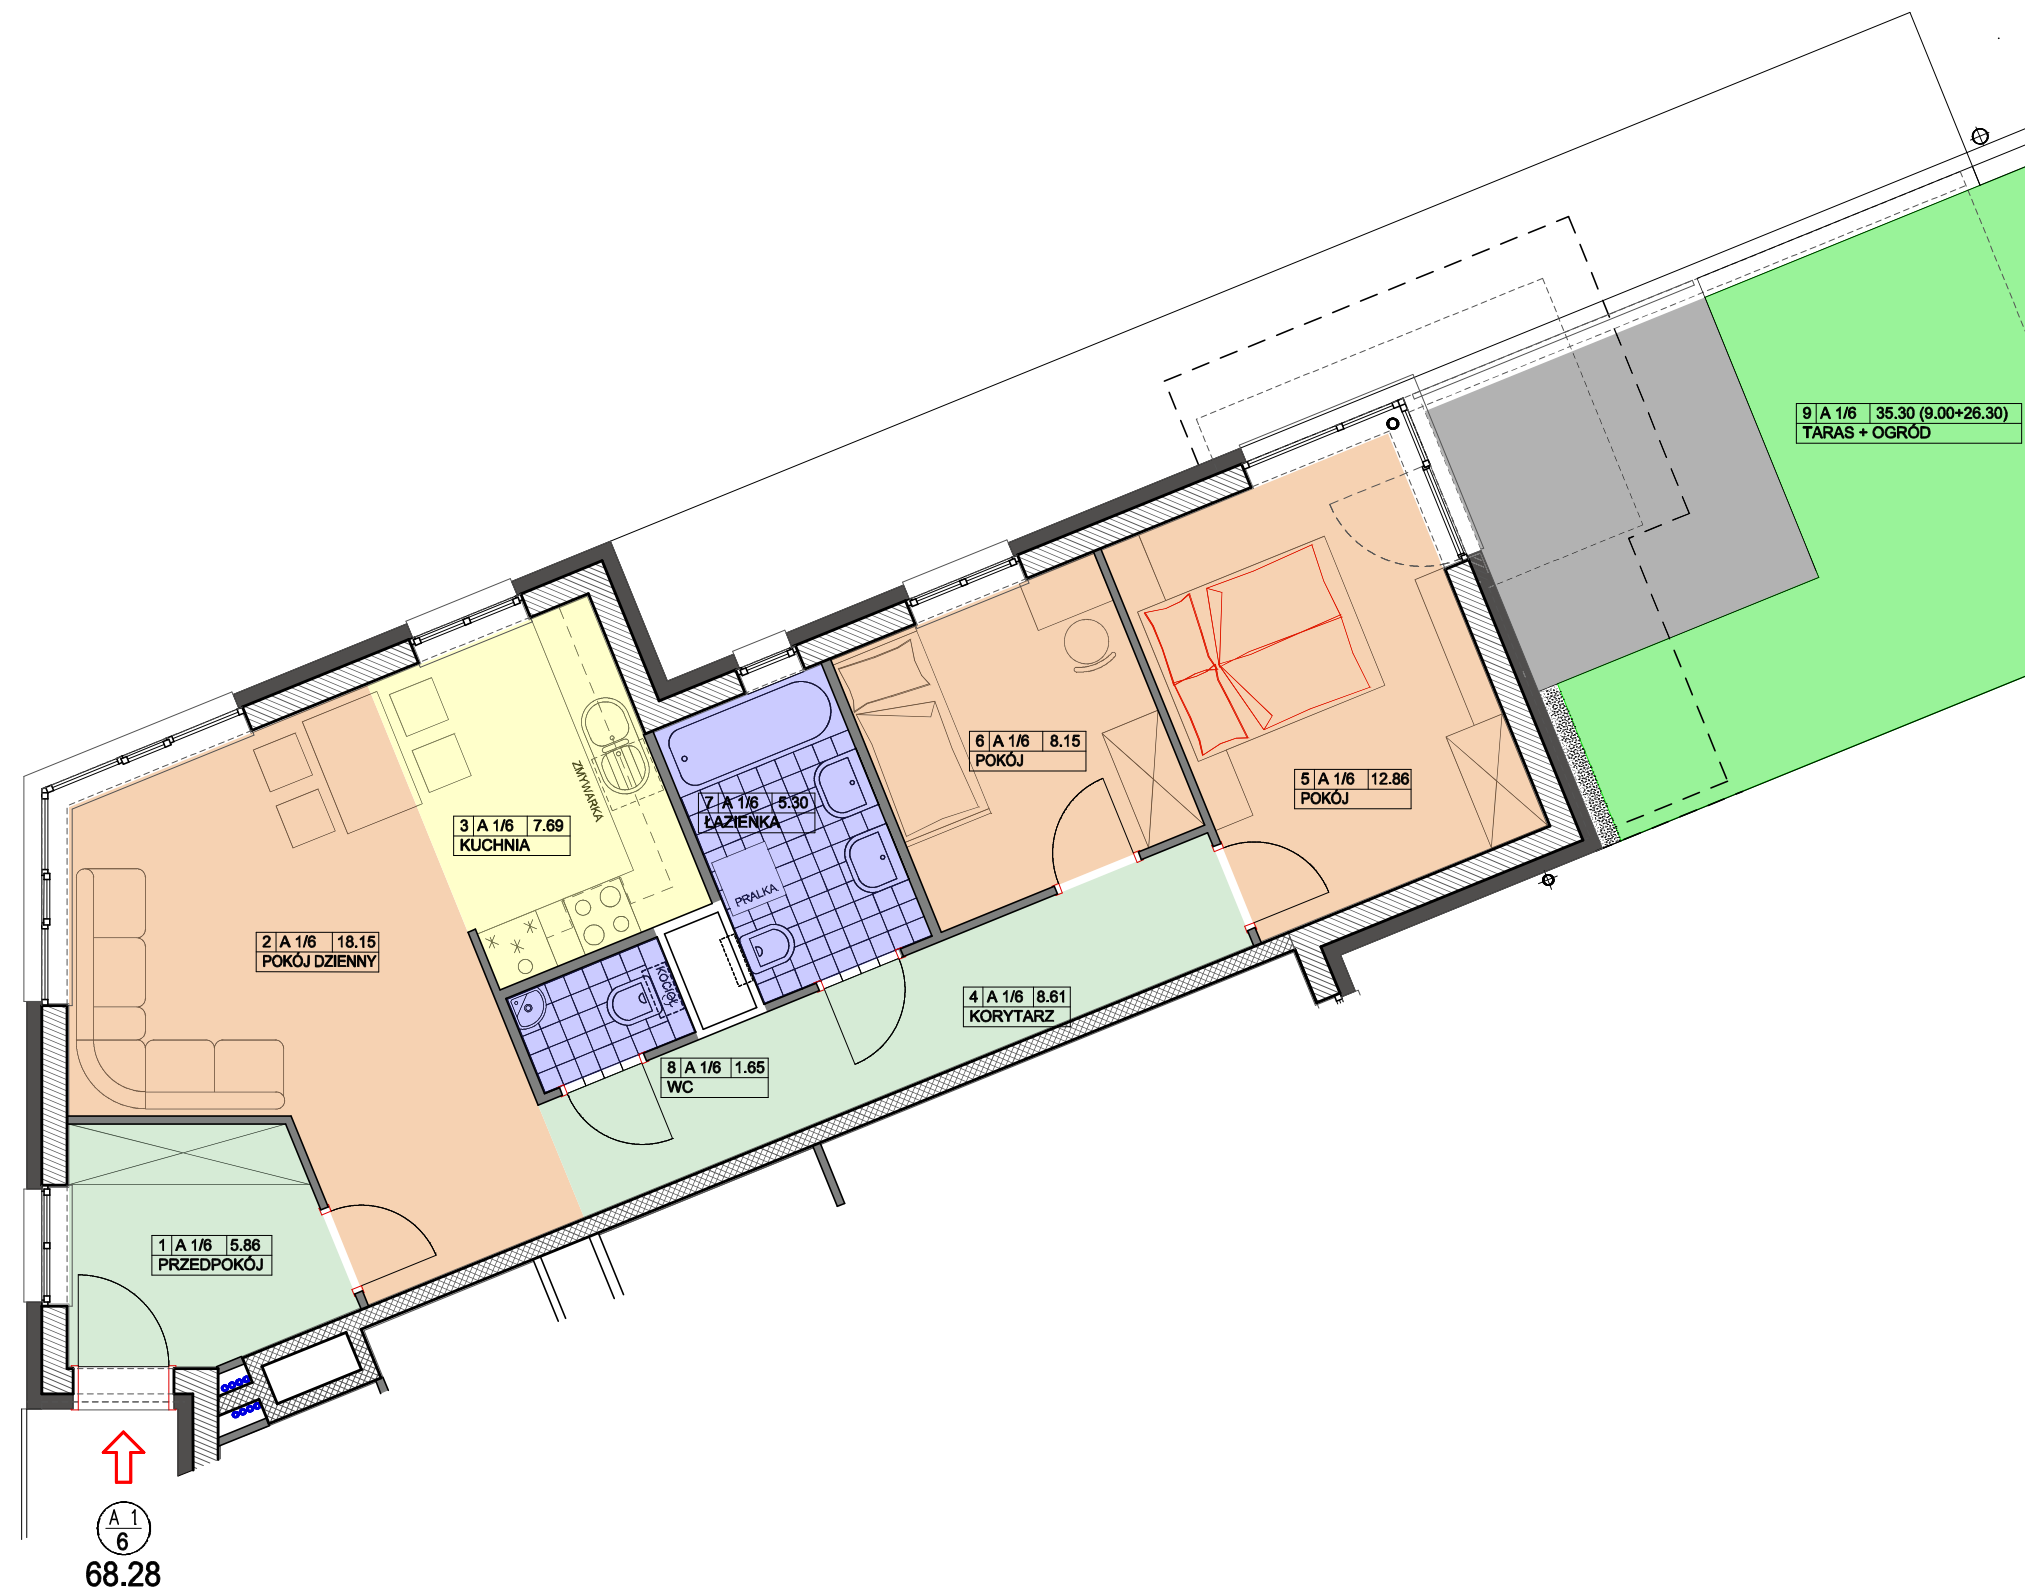 9 A 1/6 35.30 (9.00+26.30)
TARAS + OGRÓD
6 A 1/6 8.15
POKÓJ
5 A 1/6 12.86
POKÓJ
ZMYWARKA
7 A 1/6 5.30
ŁAZIENKA
3 A 1/6 7.69
KUCHNIA
PRALKA
2 A 1/6 18.15
POKÓJ DZIENNY
KOCIOŁ
4 A 1/6 8.61
KORYTARZ
8 A 1/6 1.65
WC
1 A 1/6 5.86
PRZEDPOKÓJ
A 1
6
68.28